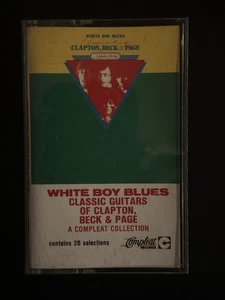 WHITE BOY BLUES
CLAPTON, BECK & PAGE
WHITE BOY BLUES
CLASSIC GUITARS
OF CLAPTON,
BECK & PAGE
A COMPLEAT COLLECTION
contains 20 selections
Compleat
RECORDS